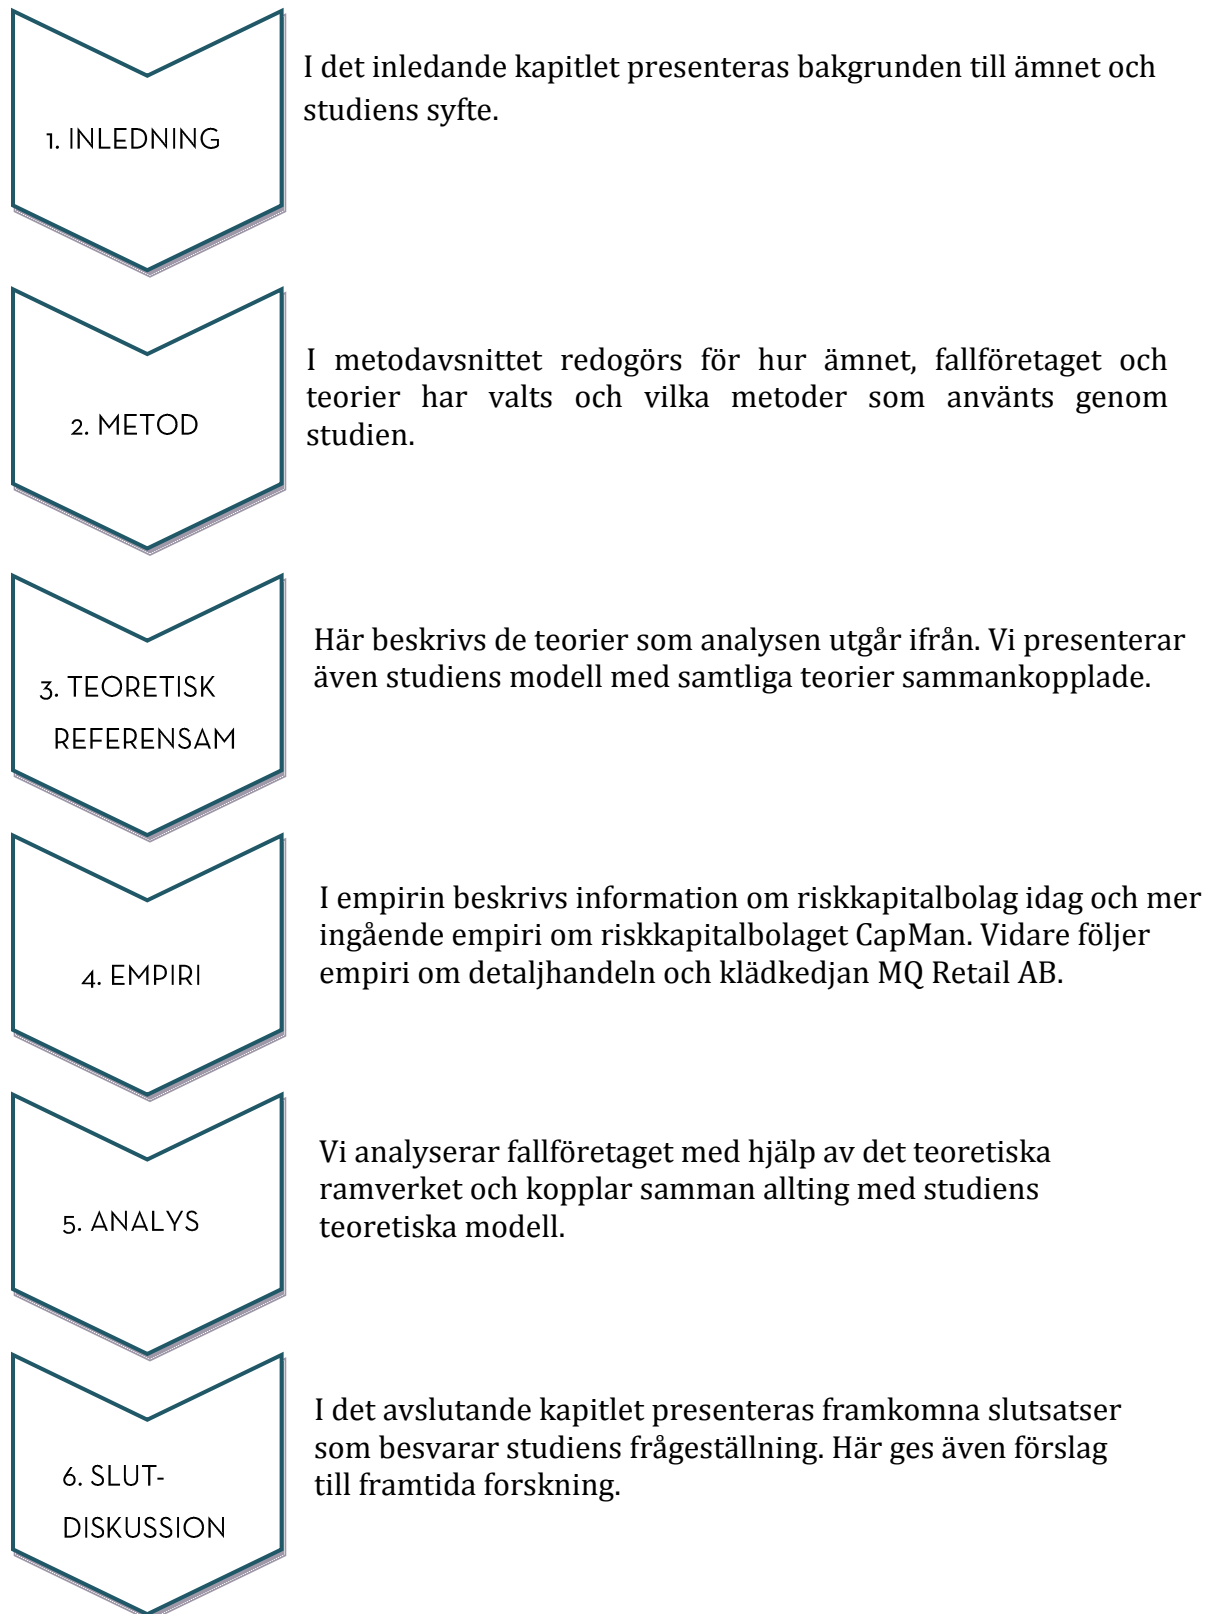 1. INLEDNING
I det inledande kapitlet presenteras bakgrunden till ämnet och
studiens syfte.
2. METOD
I metodavsnittet redogörs för hur ämnet, fallföretaget och
teorier har valts och vilka metoder som använts genom
studien.
3. TEORETISK
REFERENSAM
Här beskrivs de teorier som analysen utgår ifrån. Vi presenterar
även studiens modell med samtliga teorier sammankopplade.
4. EMPIRI
I empirin beskrivs information om riskkapitalbolag idag och mer
ingående empiri om riskkapitalbolaget CapMan. Vidare följer
empiri om detaljhandeln och klädkedjan MQ Retail AB.
5. ANALYS
Vi analyserar fallföretaget med hjälp av det teoretiska
ramverket och kopplar samman allting med studiens
teoretiska modell.
6. SLUT-
DISKUSSION
I det avslutande kapitlet presenteras framkomna slutsatser
som besvarar studiens frågeställning. Här ges även förslag
till framtida forskning.